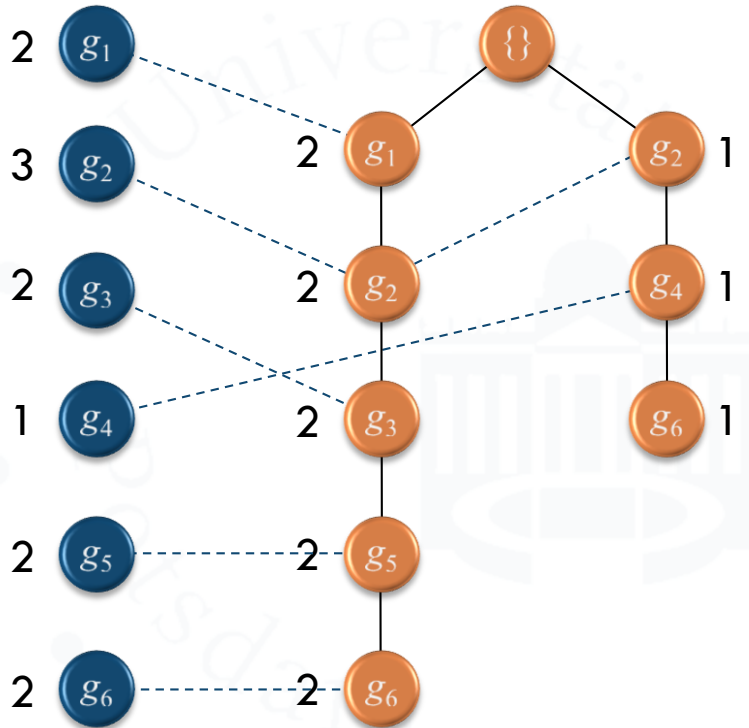 2 g₁ {}
2 g₁ g₂ 1
3 g₂
2 g₃ 2 g₂ g₄ 1
1 g₄ 2 g₃ g₆ 1
2 g₅ 2 g₅
2 g₆ 2 g₆